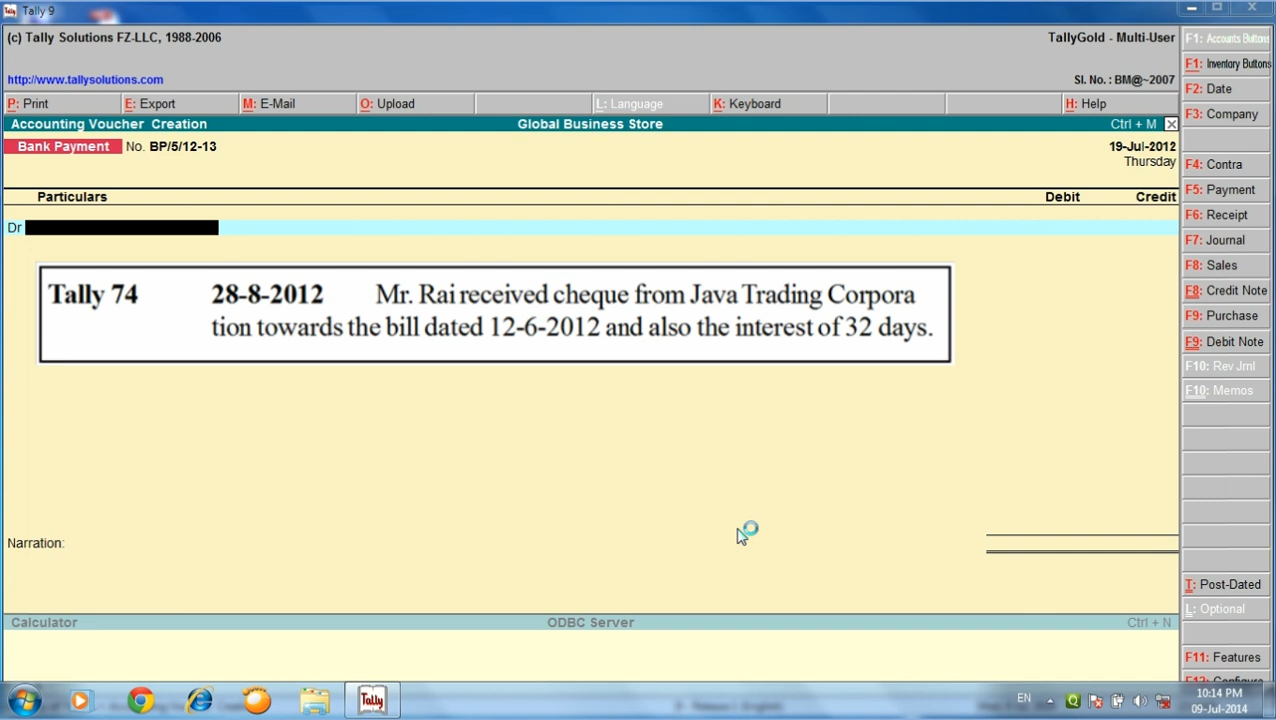 Tally 9
(c) Tally Solutions FZ-LLC, 1988-2006
TallyGold - Multi-User
http://www.tallysolutions.com
Sl. No. : BM@~2007
P: Print E: Export M: E-Mail O: Upload L: Language K: Keyboard H: Help
Accounting Voucher Creation Global Business Store Ctrl + M
Bank Payment No. BP/5/12-13 19-Jul-2012
Thursday
Particulars Debit Credit
Dr
Tally 74 28-8-2012 Mr. Rai received cheque from Java Trading Corpora
tion towards the bill dated 12-6-2012 and also the interest of 32 days.
Narration:
Calculator ODBC Server Ctrl + N
F1: Accounts Buttons
F1: Inventory Buttons
F2: Date
F3: Company
F4: Contra
F5: Payment
F6: Receipt
F7: Journal
F8: Sales
F8: Credit Note
F9: Purchase
F9: Debit Note
F10: Rev Jrnl
F10: Memos
T: Post-Dated
L: Optional
F11: Features
F12: Configure
Tally
EN
10:14 PM
09-Jul-2014